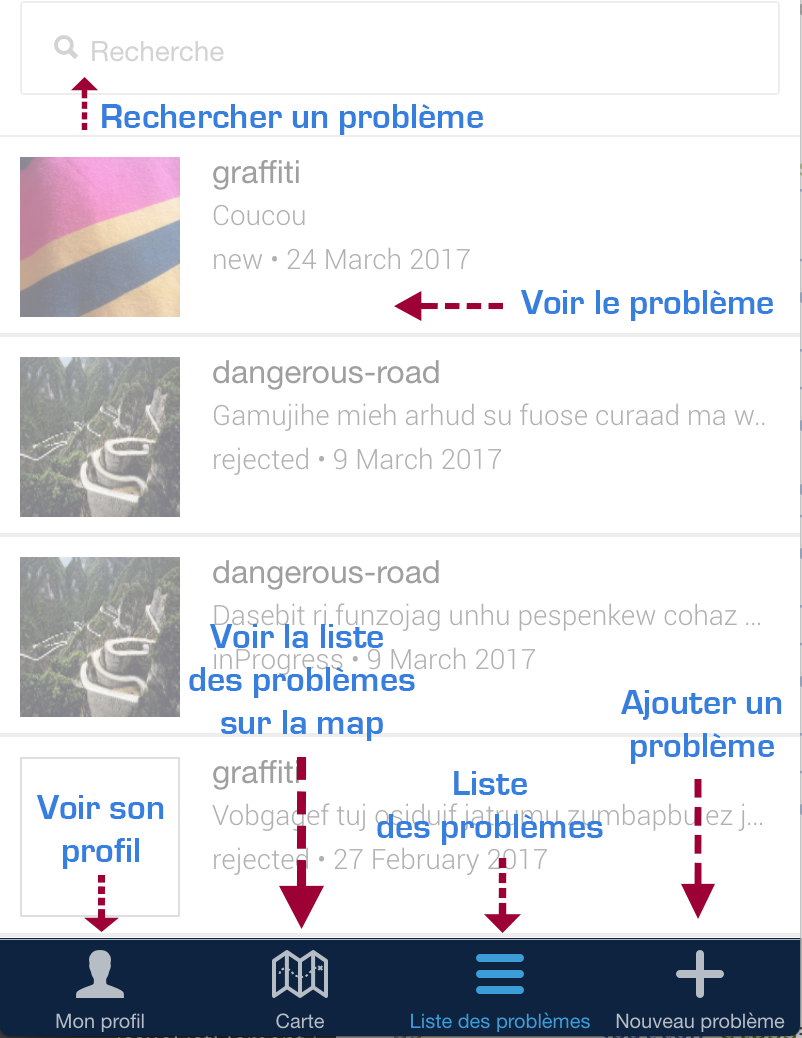 Recherche
Rechercher un problème
graffiti
Coucou
new • 24 March 2017
Voir le problème
dangerous-road
Gamujihe mieh arhud su fuose curaad ma w..
rejected • 9 March 2017
dangerous-road
Dasebit ri funzojag unhu pespenkew cohaz ...
inProgress • 9 March 2017
Voir la liste
des problèmes
sur la map
Ajouter un
problème
graffiti
Vobgagef tuj osiduif jatrumu zumbapbu ez j...
rejected • 27 February 2017
Voir son
profil
Liste
des problèmes
Mon profil
Carte
Liste des problèmes
Nouveau problème